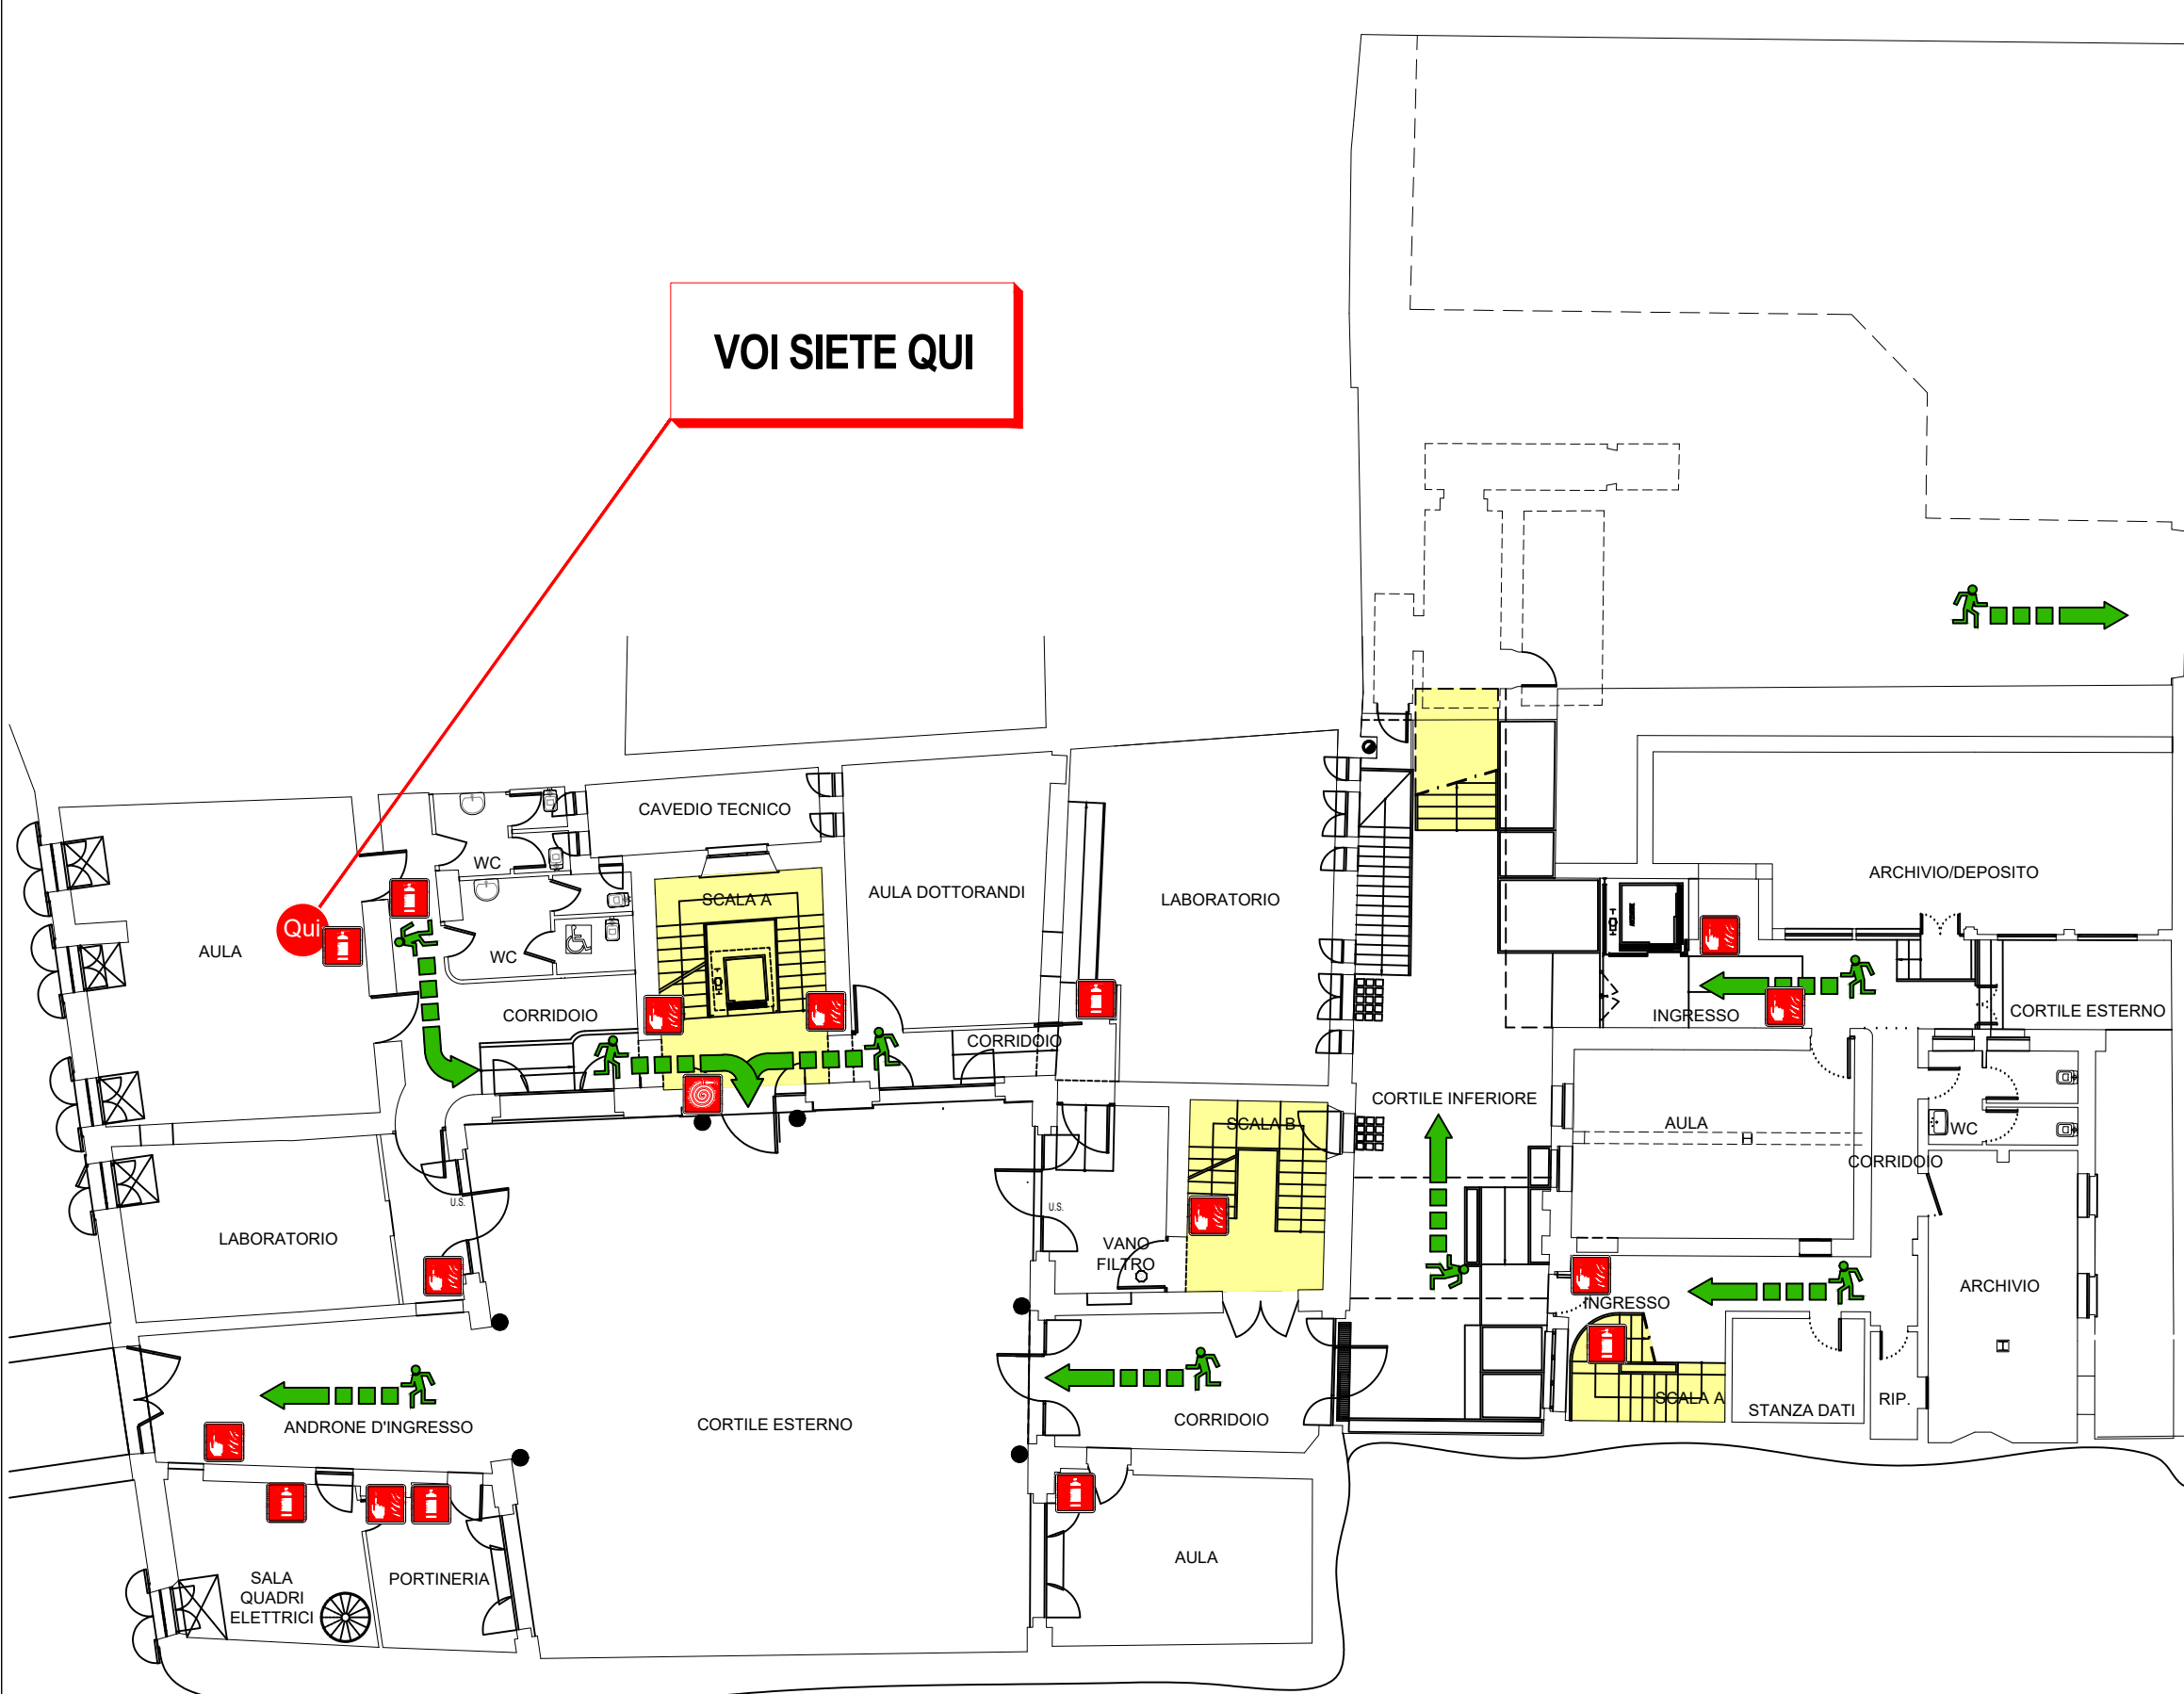 VOI SIETE QUI
CAVEDIO TECNICO
WC
SCALA A
AULA DOTTORANDI
LABORATORIO
ARCHIVIO/DEPOSITO
Qui
AULA
WC
CORRIDOIO
CORRIDOIO
INGRESSO
CORTILE ESTERNO
CORTILE INFERIORE
SCALA B
AULA
WC
CORRIDOIO
U.S.
U.S.
LABORATORIO
VANO
FILTRO
INGRESSO
ARCHIVIO
ANDRONE D'INGRESSO
CORTILE ESTERNO
CORRIDOIO
SCALA A
STANZA DATI
RIP.
SALA
QUADRI
ELETTRICI
PORTINERIA
AULA